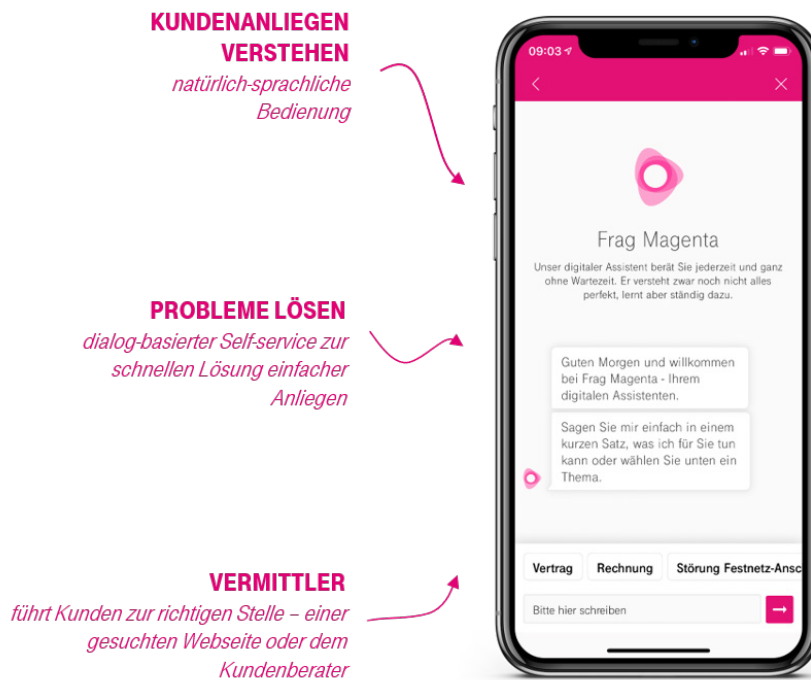 KUNDENANLIEGEN
VERSTEHEN
natürlich-sprachliche
Bedienung
PROBLEME LÖSEN
dialog-basierter Self-service zur
schnellen Lösung einfacher
Anliegen
VERMITTLER
führt Kunden zur richtigen Stelle – einer
gesuchten Webseite oder dem
Kundenberater
09:03
Frag Magenta
Unser digitaler Assistent berät Sie jederzeit und ganz
ohne Wartezeit. Er versteht zwar noch nicht alles
perfekt, lernt aber ständig dazu.
Guten Morgen und willkommen
bei Frag Magenta - Ihrem
digitalen Assistenten.
Sagen Sie mir einfach in einem
kurzen Satz, was ich für Sie tun
kann oder wählen Sie unten ein
Thema.
Vertrag Rechnung Störung Festnetz-Ansc
Bitte hier schreiben